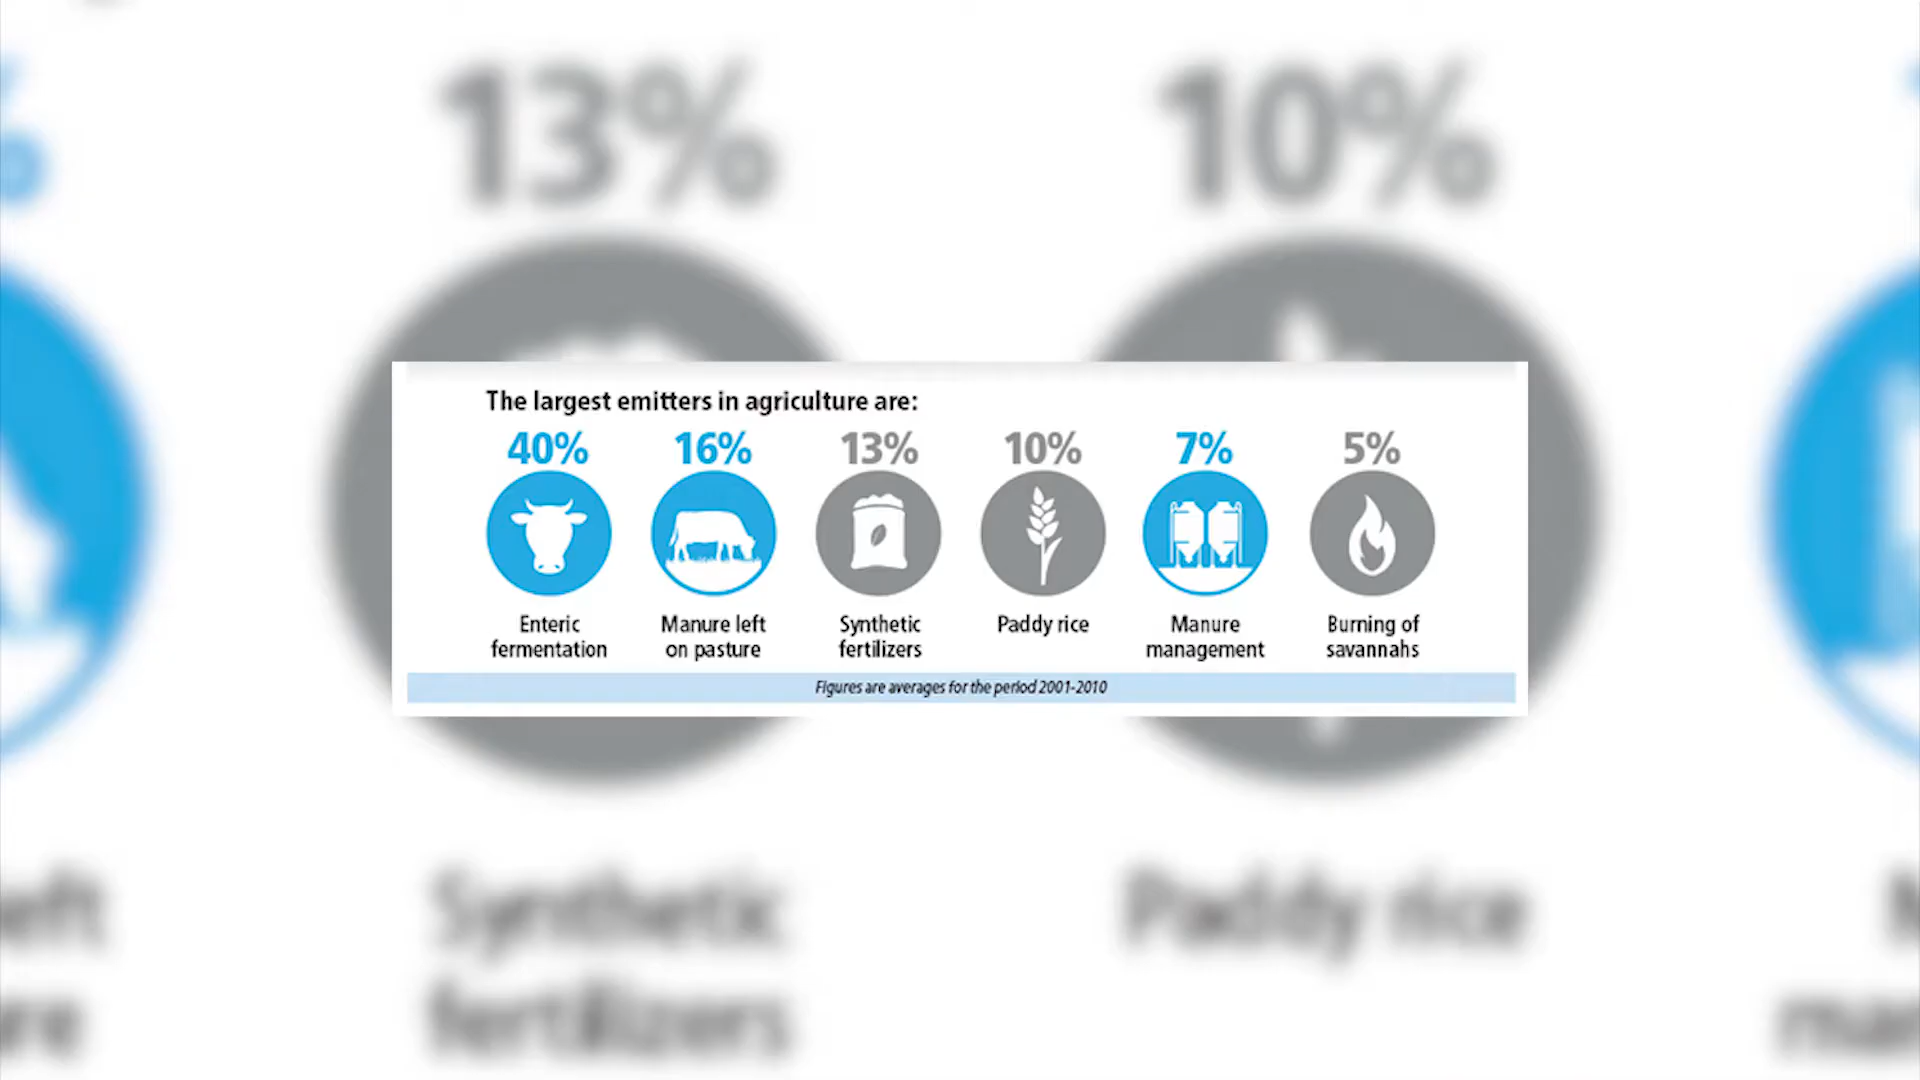 The largest emitters in agriculture are:
40% 16% 13% 10% 7% 5%
Enteric fermentation
Manure left on pasture
Synthetic fertilizers
Paddy rice
Manure management
Burning of savannahs
Figures are averages for the period 2001-2010
13% 10%
Synthetic fertilizers
Paddy rice